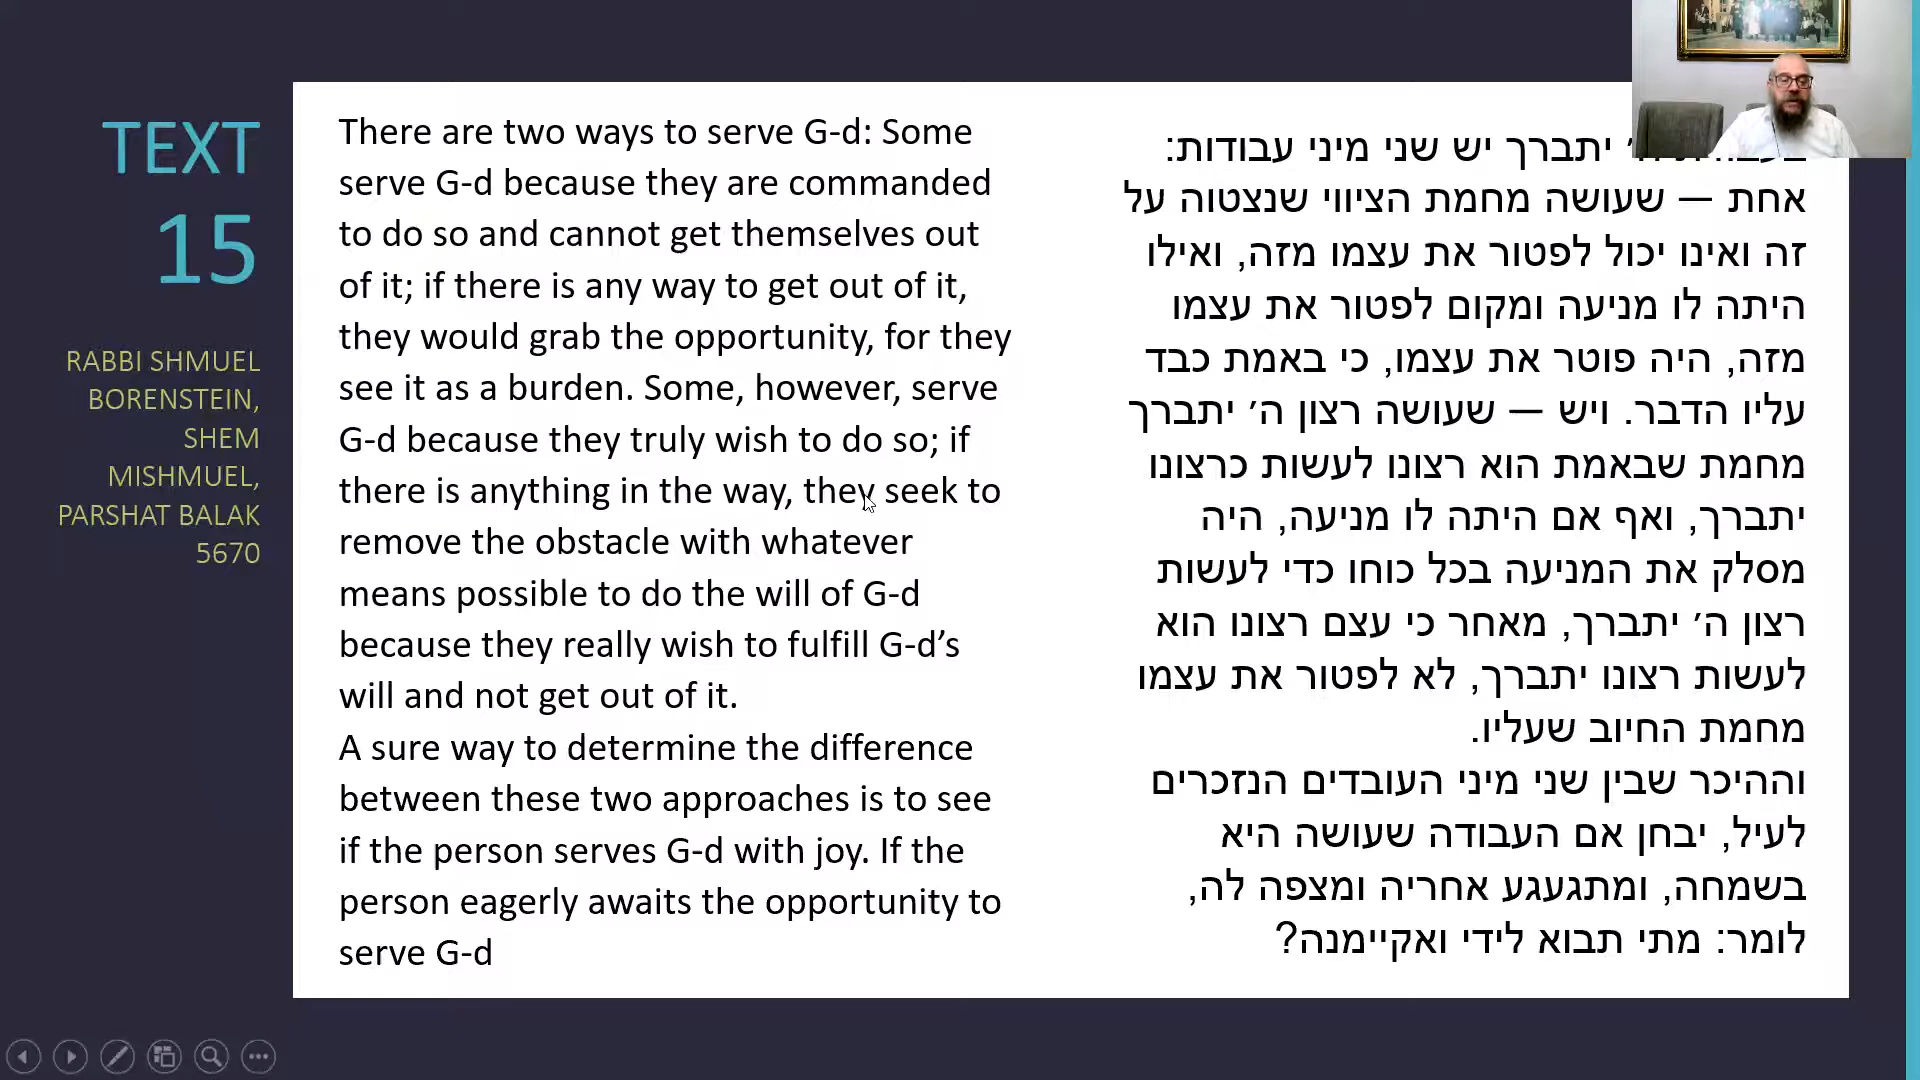 TEXT
15
RABBI SHMUEL
BORENSTEIN,
SHEM
MISHMUEL,
PARSHAT BALAK
5670
There are two ways to serve G-d: Some
serve G-d because they are commanded
to do so and cannot get themselves out
of it; if there is any way to get out of it,
they would grab the opportunity, for they
see it as a burden. Some, however, serve
G-d because they truly wish to do so; if
there is anything in the way, they seek to
remove the obstacle with whatever
means possible to do the will of G-d
because they really wish to fulfill G-d’s
will and not get out of it.
A sure way to determine the difference
between these two approaches is to see
if the person serves G-d with joy. If the
person eagerly awaits the opportunity to
serve G-d
יתברך יש שני מיני עבודות:
אחת — שעושה מחמת הציווי שנצטוה על
זה ואינו יכול לפטור את עצמו מזה, ואילו
היתה לו מניעה ומקום לפטור את עצמו
מזה, היה פוטר את עצמו, כי באמת כבד
עליו הדבר. ויש — שעושה רצון ה׳ יתברך
מחמת שבאמת הוא רצונו לעשות כרצונו
יתברך, ואף אם היתה לו מניעה, היה
מסלק את המניעה בכל כוחו כדי לעשות
רצון ה׳ יתברך, מאחר כי עצם רצונו הוא
לעשות רצונו יתברך, לא לפטור את עצמו
מחמת החיוב שעליו.
וההיכר שבין שני מיני העובדים הנזכרים
לעיל, יבחן אם העבודה שעושה היא
בשמחה, ומתגעגע אחריה ומצפה לה,
לומר: מתי תבוא לידי ואקיימנה?